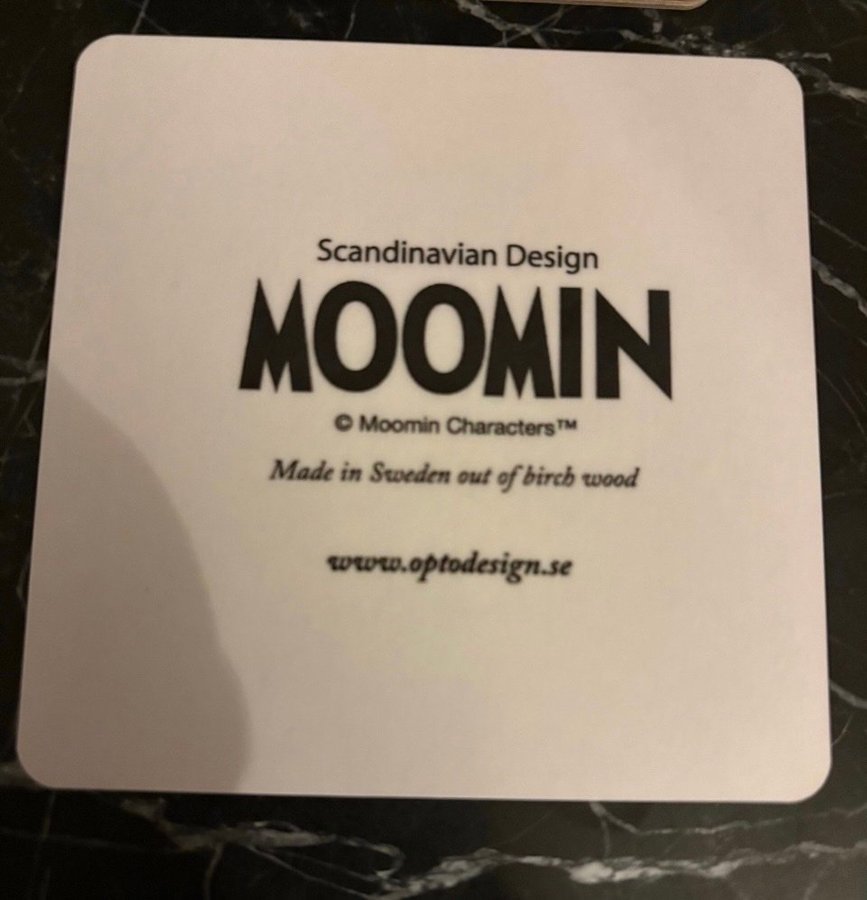 Scandinavian Design
MOOMIN
© Moomin Characters™
Made in Sweden out of birch wood
www.optodesign.se